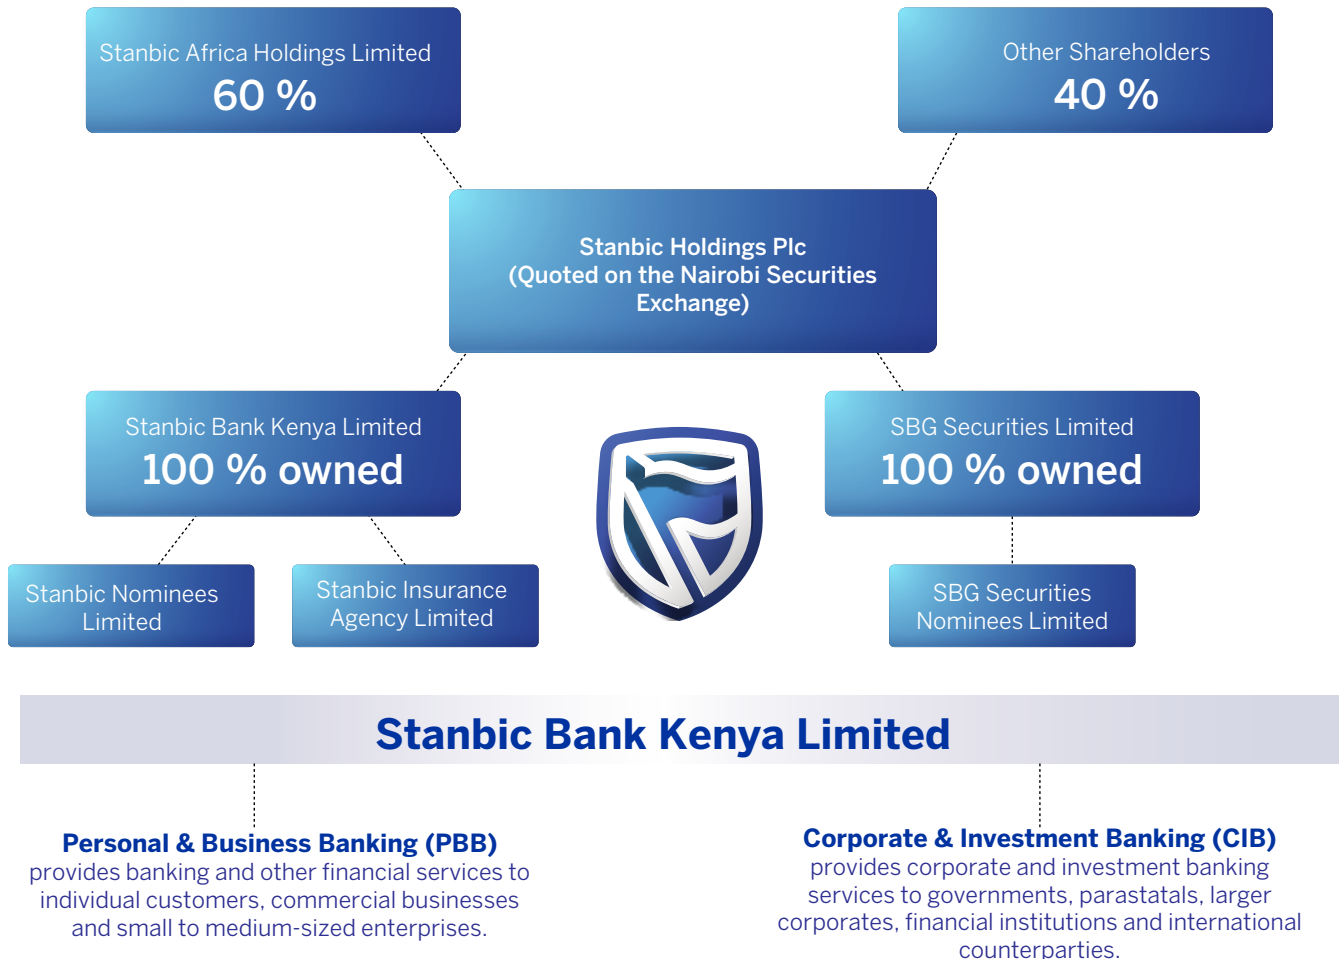 Stanbic Africa Holdings Limited
60 %
Other Shareholders
40 %
Stanbic Holdings Plc
(Quoted on the Nairobi Securities
Exchange)
Stanbic Bank Kenya Limited
100 % owned
SBG Securities Limited
100 % owned
Stanbic Nominees
Limited
Stanbic Insurance
Agency Limited
SBG Securities
Nominees Limited
Stanbic Bank Kenya Limited
Personal & Business Banking (PBB)
provides banking and other financial services to
individual customers, commercial businesses
and small to medium-sized enterprises.
Corporate & Investment Banking (CIB)
provides corporate and investment banking
services to governments, parastatals, larger
corporates, financial institutions and international
counterparties.